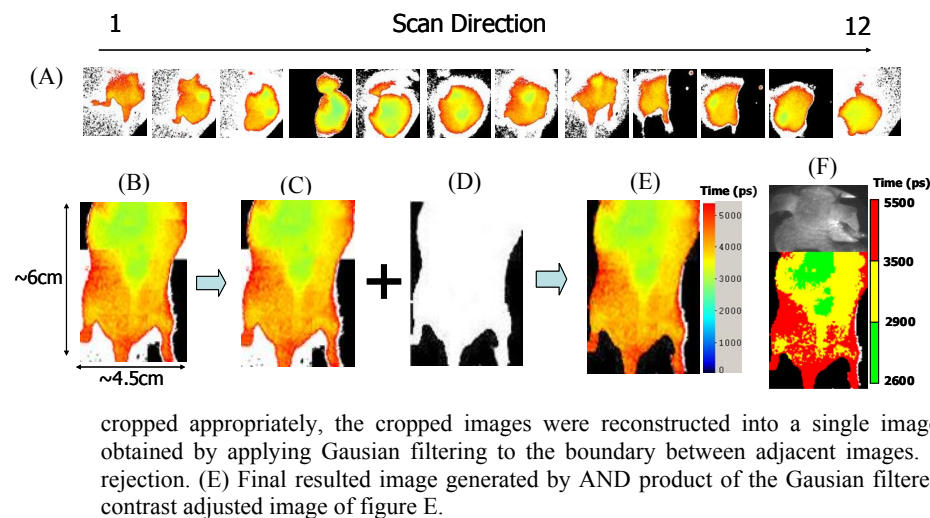 1 Scan Direction 12
(A)
(B) (C) (D) (E) (F)
Time (ps)
5000
4000
3000
2000
1000
0
Time (ps)
5500
3500
2900
2600
~6cm
+
~4.5cm
cropped appropriately, the cropped images were reconstructed into a single imag
obtained by applying Gausian filtering to the boundary between adjacent images.
rejection. (E) Final resulted image generated by AND product of the Gausian filtere
contrast adjusted image of figure E.